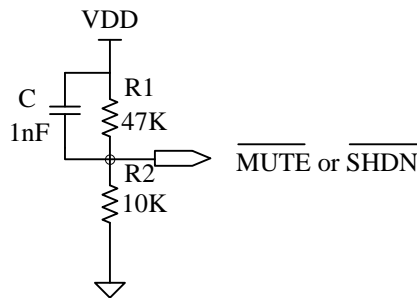 VDD
C
1nF
R1
47K
R2
10K
MUTE or SHDN